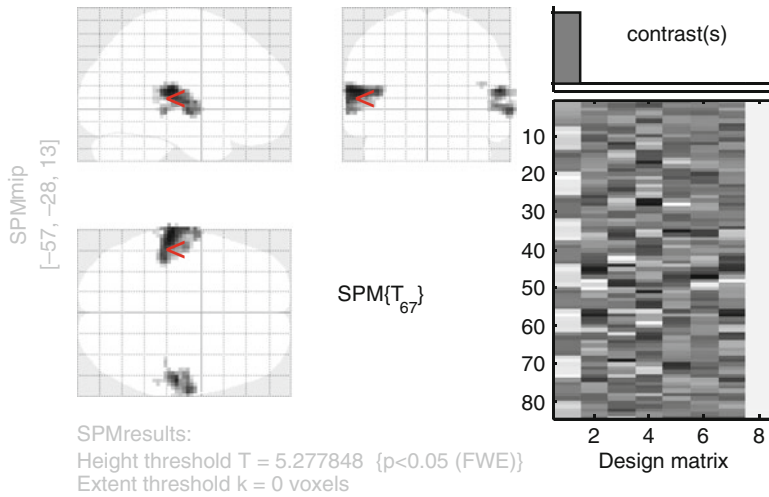 SPMmip
[-57, -28, 13]
SPM{T67}
contrast(s)
10
20
30
40
50
60
70
80
2 4 6 8
Design matrix
SPMresults:
Height threshold T = 5.277848 {p<0.05 (FWE)}
Extent threshold k = 0 voxels